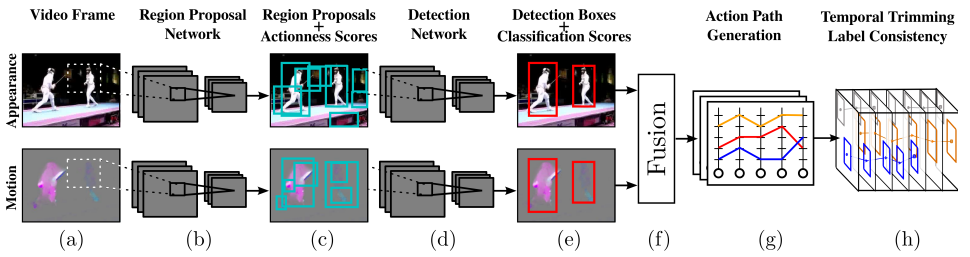 Video Frame
Region Proposal
Network
Region Proposals
+
Actionness Scores
Detection
Network
Detection Boxes
+
Classification Scores
Action Path
Generation
Temporal Trimming
Label Consistency
Appearance
Motion
Fusion
(a)
(b)
(c)
(d)
(e)
(f)
(g)
(h)